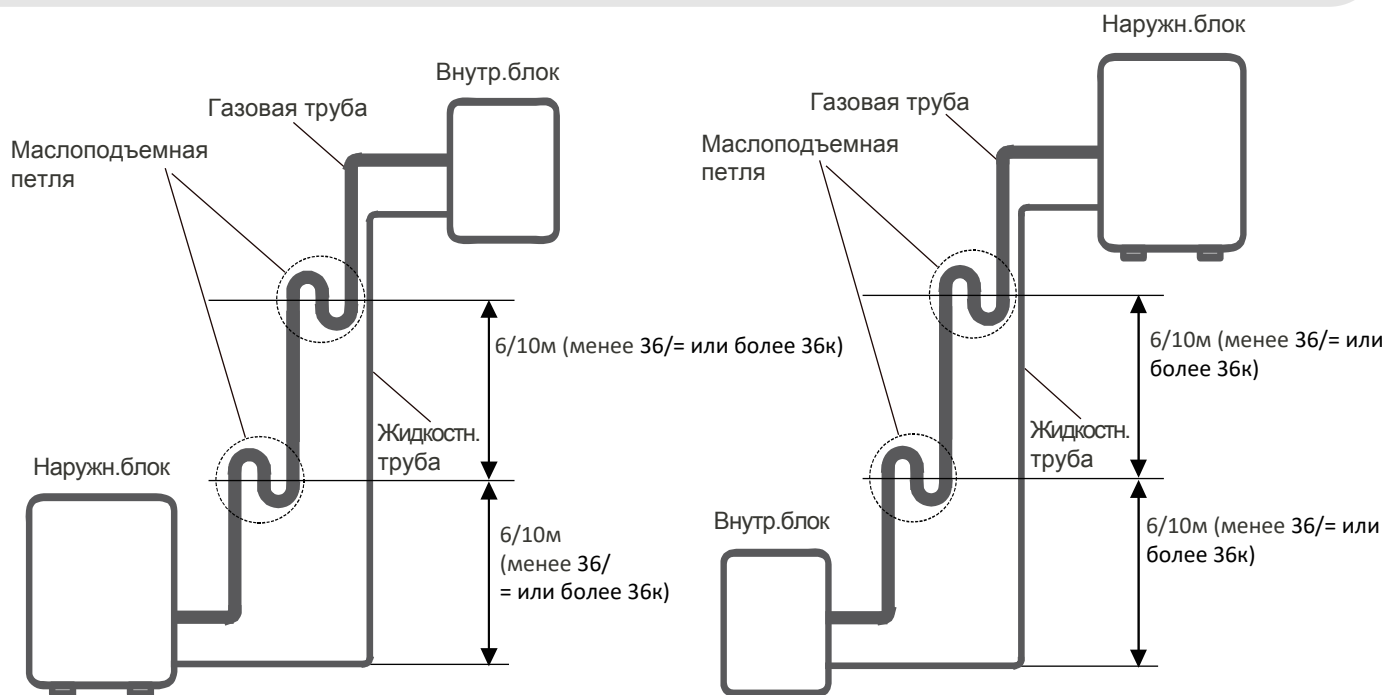 Внутр.блок
Газовая труба
Маслоподъемная
петля
6/10м (менее 36/= или более 36к)
Жидкостн.
труба
Наружн.блок
6/10м
(менее 36/
= или более 36к)
Наружн.блок
Газовая труба
Маслоподъемная
петля
6/10м (менее 36/= или
более 36к)
Жидкостн.
труба
Внутр.блок
6/10м (менее 36/= или
более 36к)